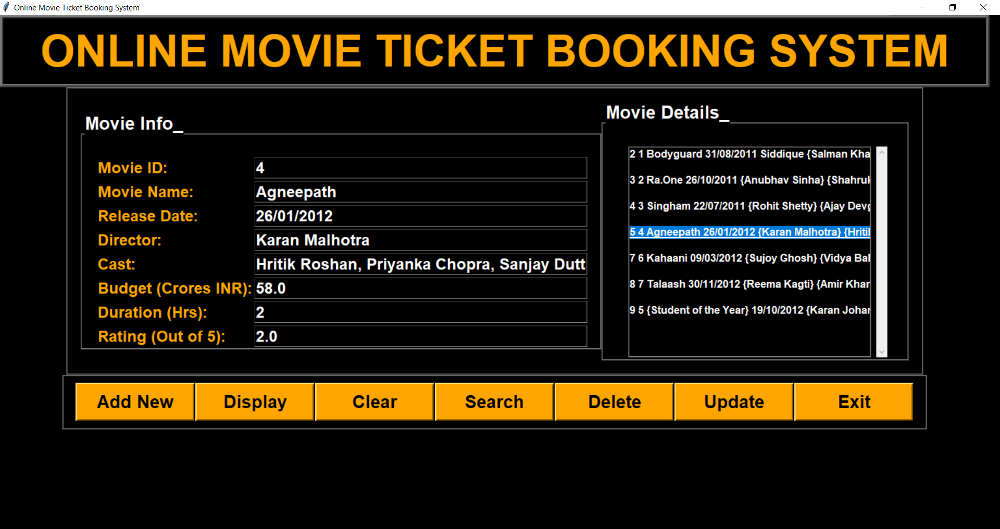 Online Movie Ticket Booking System
ONLINE MOVIE TICKET BOOKING SYSTEM
Movie Info_
Movie ID: 4
Movie Name: Agneepath
Release Date: 26/01/2012
Director: Karan Malhotra
Cast: Hritik Roshan, Priyanka Chopra, Sanjay Dutt
Budget (Crores INR): 58.0
Duration (Hrs): 2
Rating (Out of 5): 2.0
Movie Details_
2 1 Bodyguard 31/08/2011 Siddique {Salman Kha
3 2 Ra.One 26/10/2011 {Anubhav Sinha} {Shahruk
4 3 Singham 22/07/2011 {Rohit Shetty} {Ajay Devg
5 4 Agneepath 26/01/2012 {Karan Malhotra} {Hritik
7 6 Kahaani 09/03/2012 {Sujoy Ghosh} {Vidya Bal
8 7 Talaash 30/11/2012 {Reema Kagti} {Amir Khan
9 5 {Student of the Year} 19/10/2012 {Karan Johar
Add New Display Clear Search Delete Update Exit